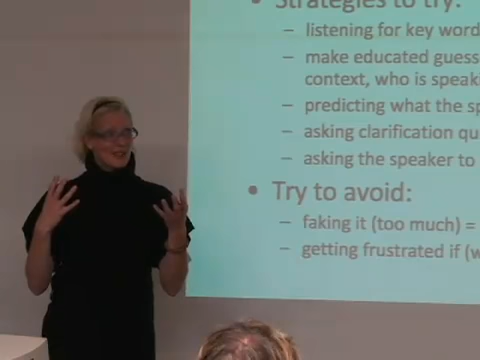 • Strategies to try:
– listening for key word
– make educated guess
context, who is speaki
– predicting what the sp
– asking clarification qu
– asking the speaker to
• Try to avoid:
– faking it (too much) =
– getting frustrated if (w